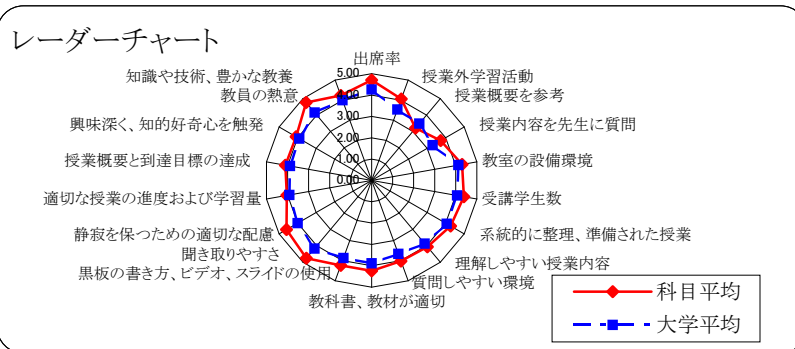 レーダーチャート
出席率
授業外学習活動
授業概要を参考
授業内容を先生に質問
教室の設備環境
受講学生数
系統的に整理、準備された授業
理解しやすい授業内容
質問しやすい環境
教科書、教材が適切
黒板の書き方、ビデオ、スライドの使用
聞き取りやすさ
静寂を保つための適切な配慮
適切な授業の進度および学習量
授業概要と到達目標の達成
興味深く、知的好奇心を触発
教員の熱意
知識や技術、豊かな教養
5.00
4.00
3.00
2.00
1.00
0.00
科目平均
大学平均